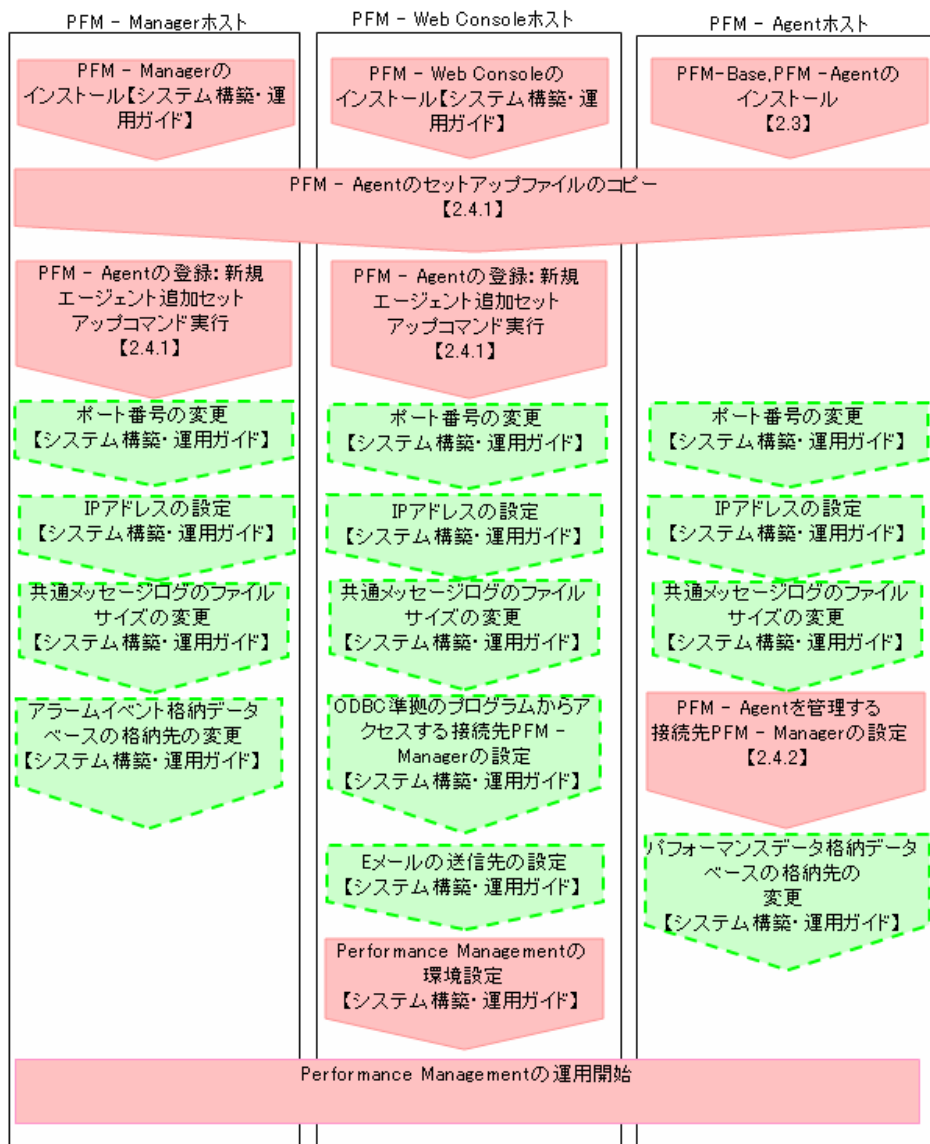 PFM - Managerホスト
PFM - Web Consoleホスト
PFM - Agentホスト
PFM - Managerの
インストール【システム構築・運
用ガイド】
PFM - Web Consoleの
インストール【システム構築・運
用ガイド】
PFM-Base,PFM -Agentの
インストール
【2.3】
PFM - Agentのセットアップファイルのコピー
【2.4.1】
PFM - Agentの登録:新規
エージェント追加セット
アップコマンド実行
【2.4.1】
PFM - Agentの登録:新規
エージェント追加セット
アップコマンド実行
【2.4.1】
ポート番号の変更
【システム構築・運用ガイド】
ポート番号の変更
【システム構築・運用ガイド】
ポート番号の変更
【システム構築・運用ガイド】
IPアドレスの設定
【システム構築・運用ガイド】
IPアドレスの設定
【システム構築・運用ガイド】
IPアドレスの設定
【システム構築・運用ガイド】
共通メッセージログのファイル
サイズの変更
【システム構築・運用ガイド】
共通メッセージログのファイル
サイズの変更
【システム構築・運用ガイド】
共通メッセージログのファイル
サイズの変更
【システム構築・運用ガイド】
アラームイベント格納データ
ベースの格納先の変更
【システム構築・運用ガイド】
ODBC準拠のプログラムからア
クセスする接続先PFM -
Managerの設定
【システム構築・運用ガイド】
PFM - Agentを管理する
接続先PFM - Managerの設定
【2.4.2】
Eメールの送信先の設定
【システム構築・運用ガイド】
パフォーマンスデータ格納データ
ベースの格納先の
変更
【システム構築・運用ガイド】
Performance Managementの
環境設定
【システム構築・運用ガイド】
Performance Managementの運用開始